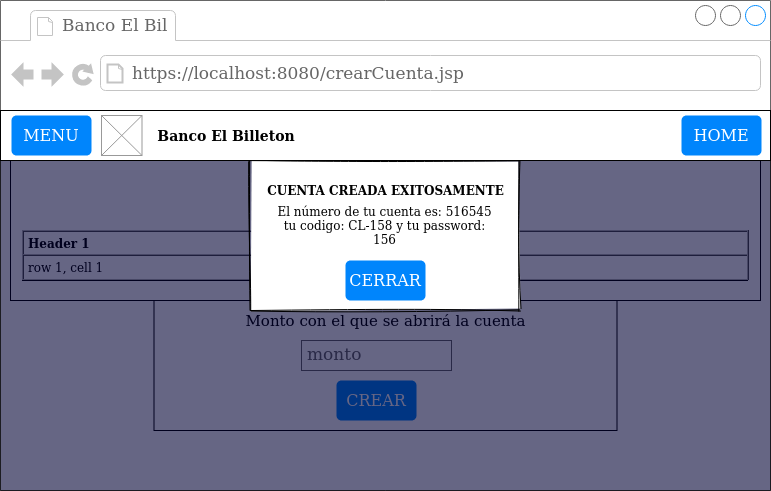 Banco El Bil
https://localhost:8080/crearCuenta.jsp
MENU
Banco El Billeton
HOME
CUENTA CREADA EXITOSAMENTE
El número de tu cuenta es: 516545
tu codigo: CL-158 y tu password:
156
CERRAR
Header 1
row 1, cell 1
Monto con el que se abrirá la cuenta
monto
CREAR